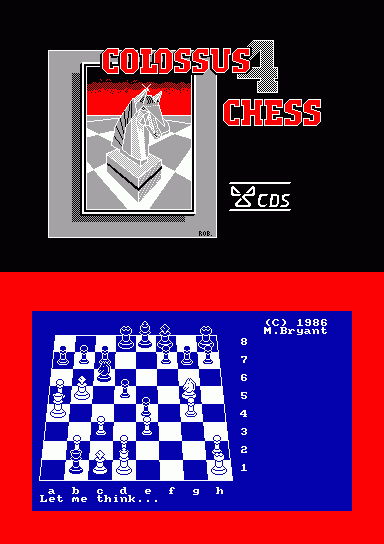 COLOSSUS 4
CHESS
CDS
ROB.
(C) 1986
M.Bryant
8
7
6
5
4
3
2
1
a b c d e f g h
Let me think...